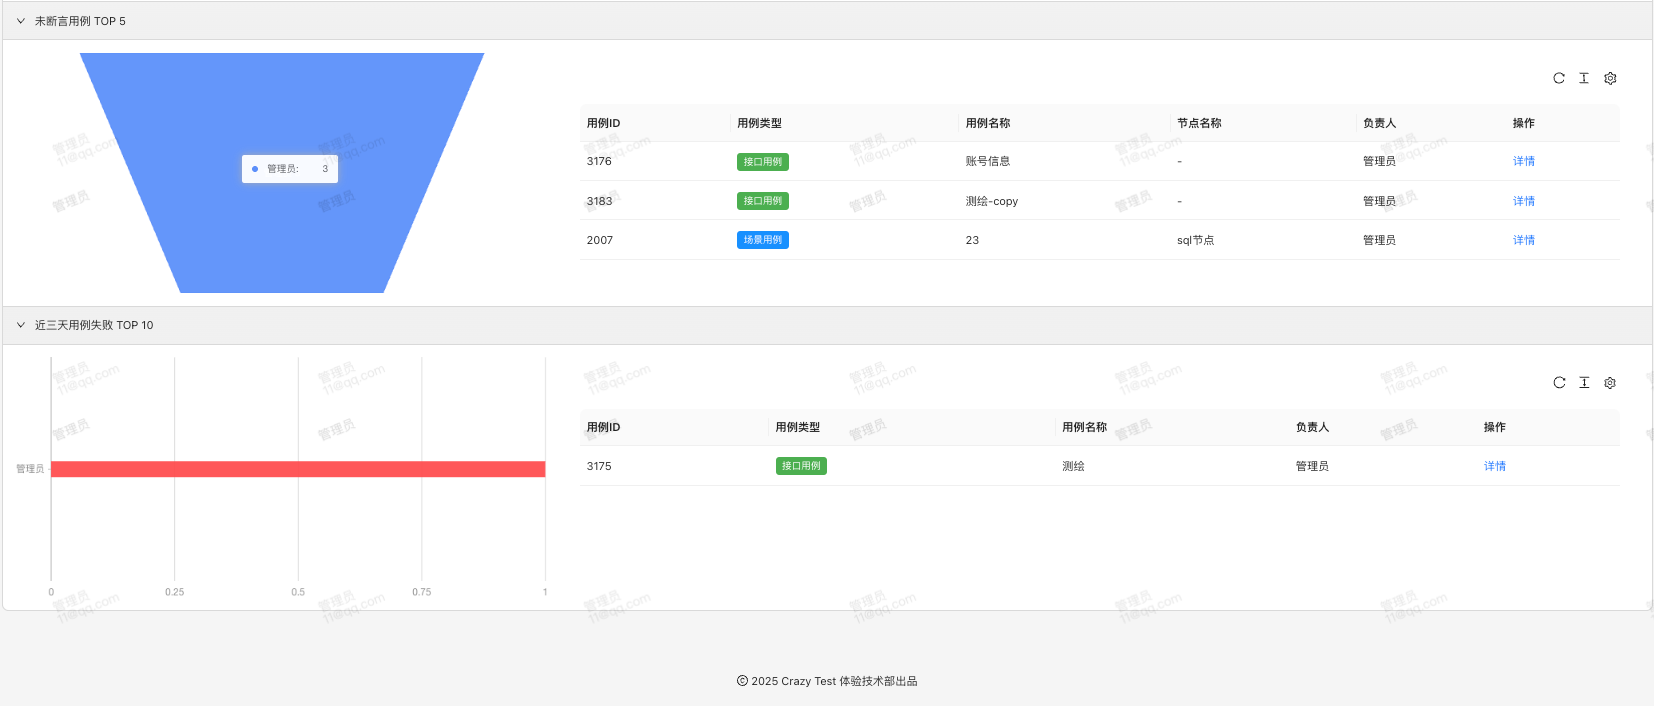 未断言用例 TOP 5
管理员: 3
用例ID 用例类型 用例名称 节点名称 负责人 操作
3176 接口用例 账号信息 - 管理员 详情
3183 接口用例 测绘-copy - 管理员 详情
2007 场景用例 23 sql节点 管理员 详情
近三天用例失败 TOP 10
管理员
0 0.25 0.5 0.75 1
用例ID 用例类型 用例名称 负责人 操作
3175 接口用例 测绘 管理员 详情
© 2025 Crazy Test 体验技术部出品
管理员
11@qq.com